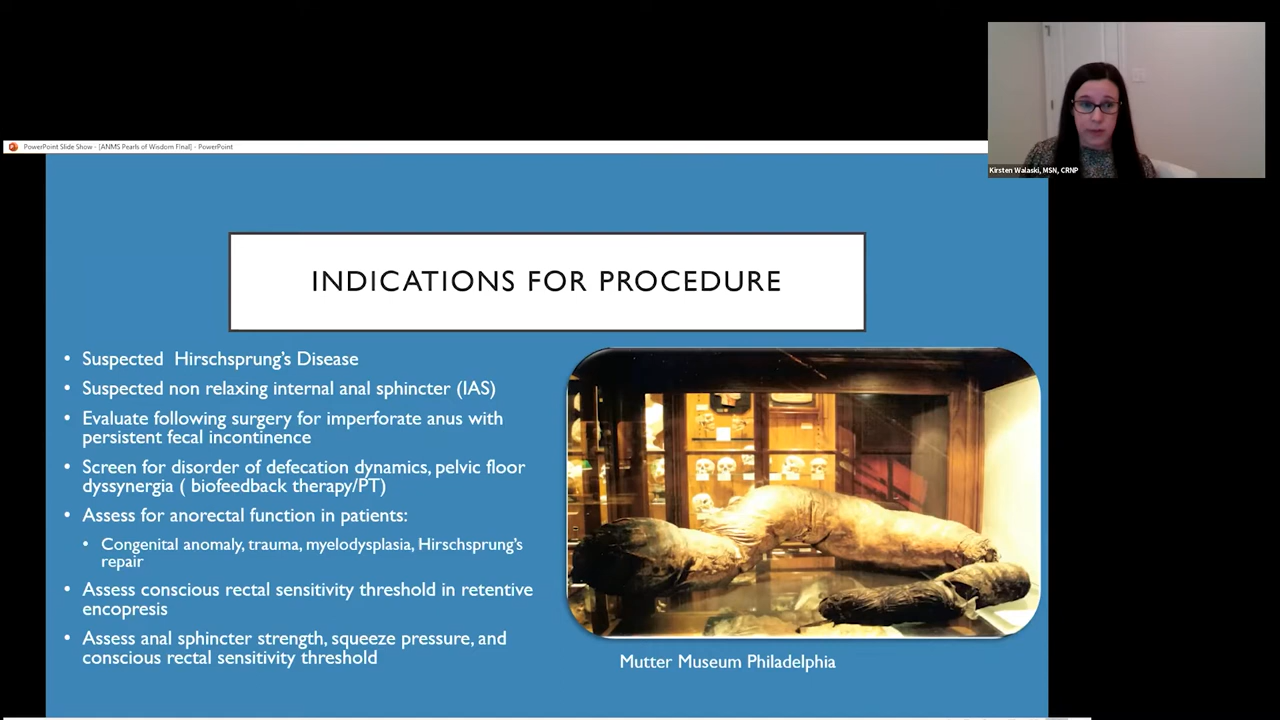 PowerPoint Slide Show - [ANMS Pearls of Wisdom Final] - PowerPoint
Kirsten Walaski, MSN, CRNP
INDICATIONS FOR PROCEDURE
• Suspected Hirschsprung's Disease
• Suspected non relaxing internal anal sphincter (IAS)
• Evaluate following surgery for imperforate anus with
persistent fecal incontinence
• Screen for disorder of defecation dynamics, pelvic floor
dyssynergia ( biofeedback therapy/PT)
• Assess for anorectal function in patients:
• Congenital anomaly, trauma, myelodysplasia, Hirschsprung's
repair
• Assess conscious rectal sensitivity threshold in retentive
encopresis
• Assess anal sphincter strength, squeeze pressure, and
conscious rectal sensitivity threshold
Mutter Museum Philadelphia